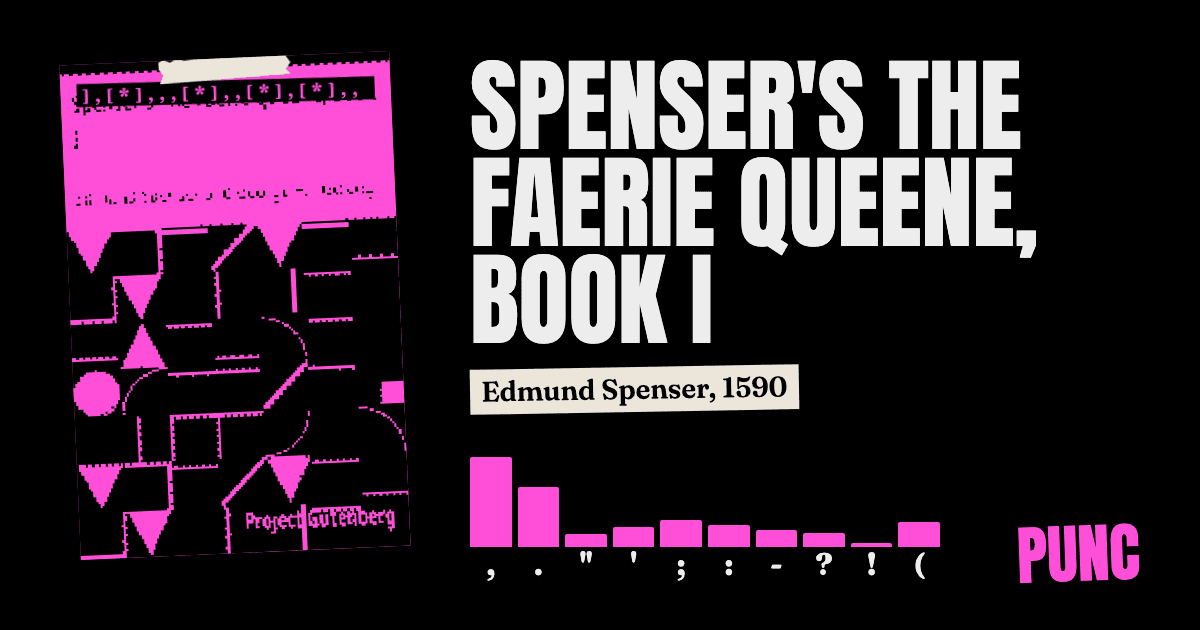 ],[*],,,[*],,[*],[*],,
Project Gutenberg
SPENSER'S THE
FAERIE QUEENE,
BOOK I
Edmund Spenser, 1590
, . " ' ; : - ? ! (
PUNC